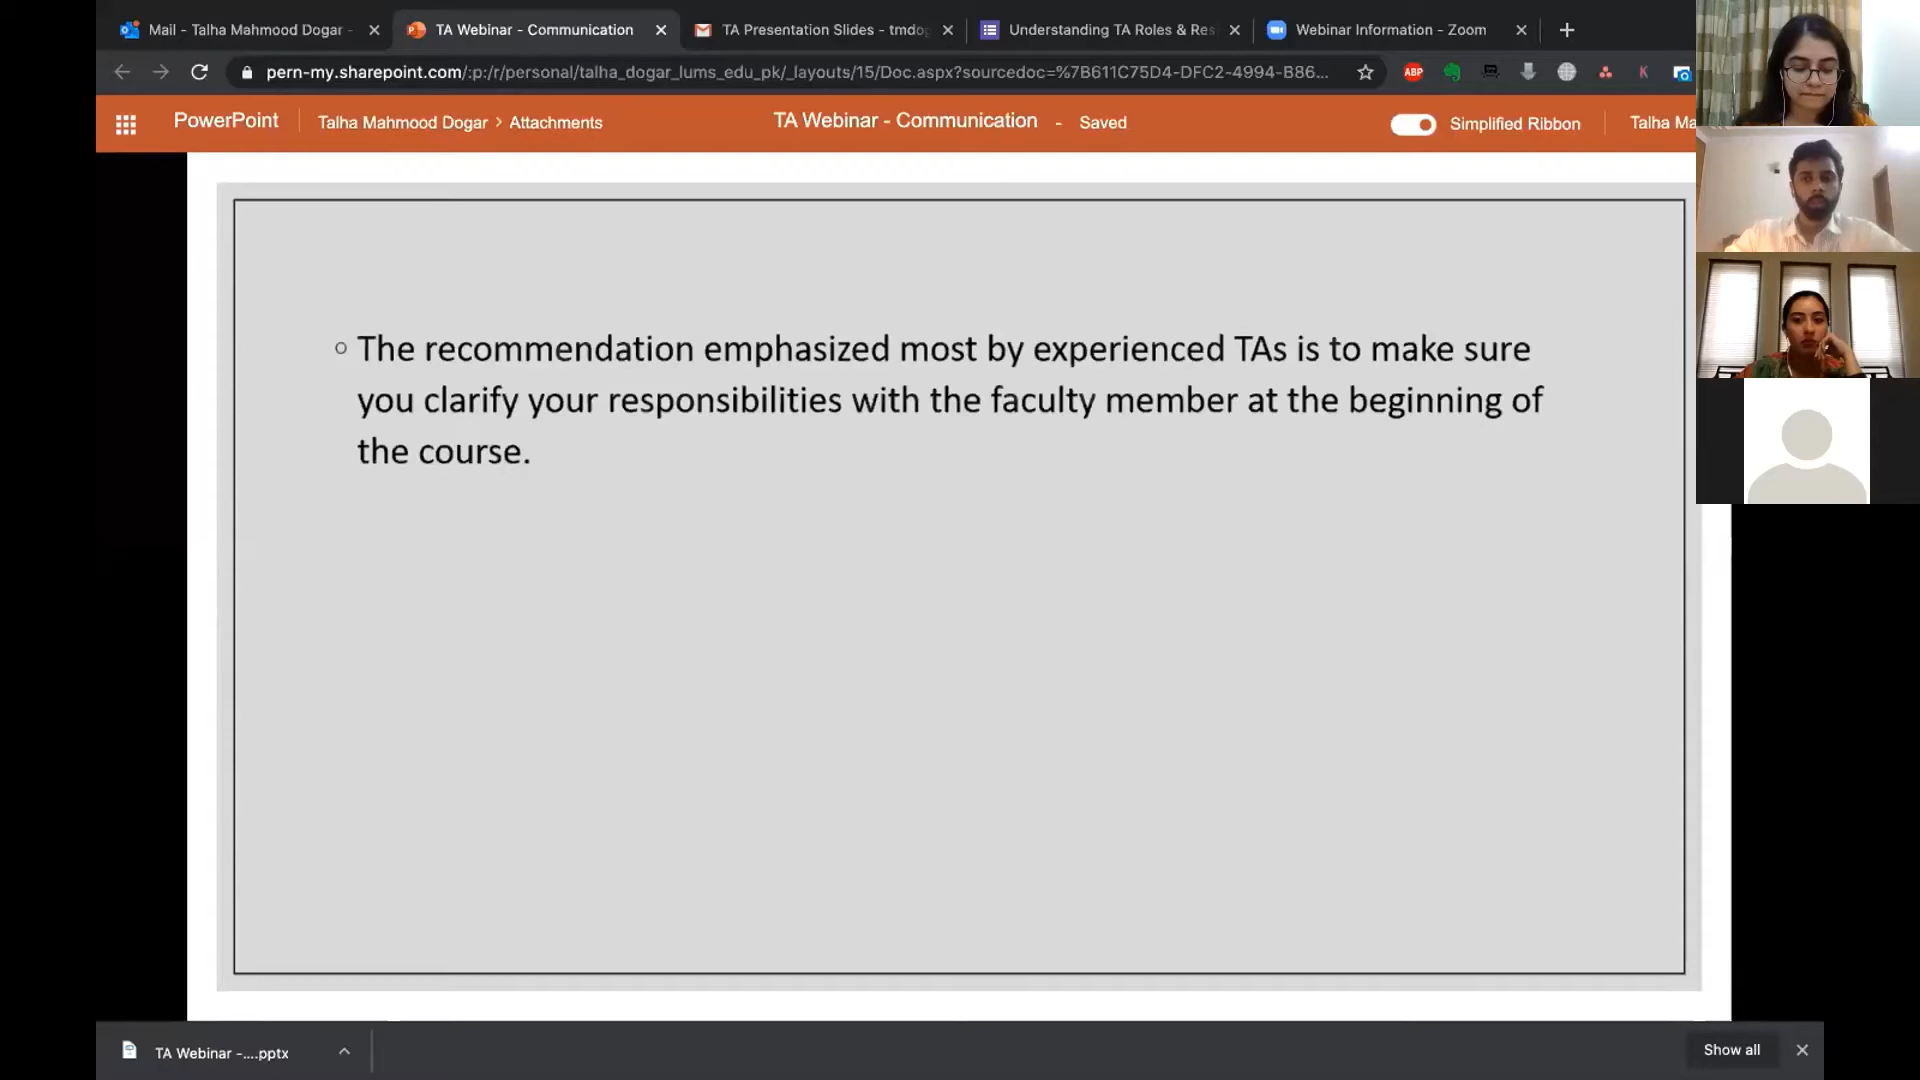 Mail - Talha Mahmood Dogar -
TA Webinar - Communication
TA Presentation Slides - tmdo
Understanding TA Roles & Res
Webinar Information - Zoom
pern-my.sharepoint.com/:p:/r/personal/talha_dogar_lums_edu_pk/_layouts/15/Doc.aspx?sourcedoc=%7B611C75D4-DFC2-4994-B86...
ABP
K
PowerPoint
Talha Mahmood Dogar > Attachments
TA Webinar - Communication - Saved
Simplified Ribbon
Talha Ma
The recommendation emphasized most by experienced TAs is to make sure
you clarify your responsibilities with the faculty member at the beginning of
the course.
TA Webinar -....pptx
Show all